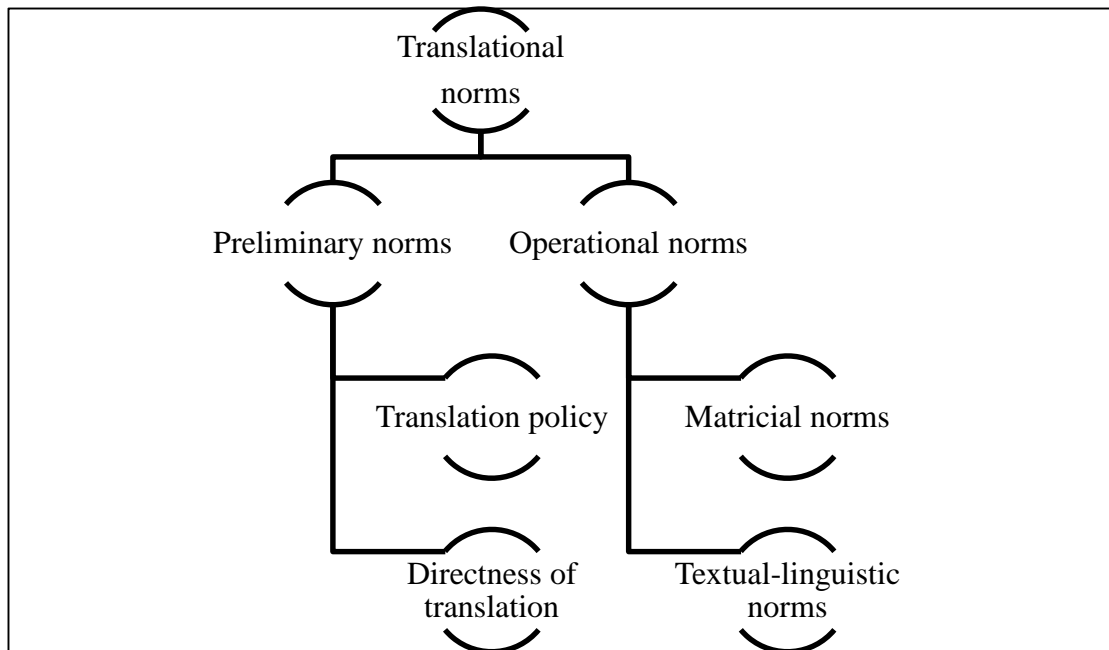 Translational
norms
Preliminary norms
Operational norms
Translation policy
Matricial norms
Directness of
translation
Textual-linguistic
norms